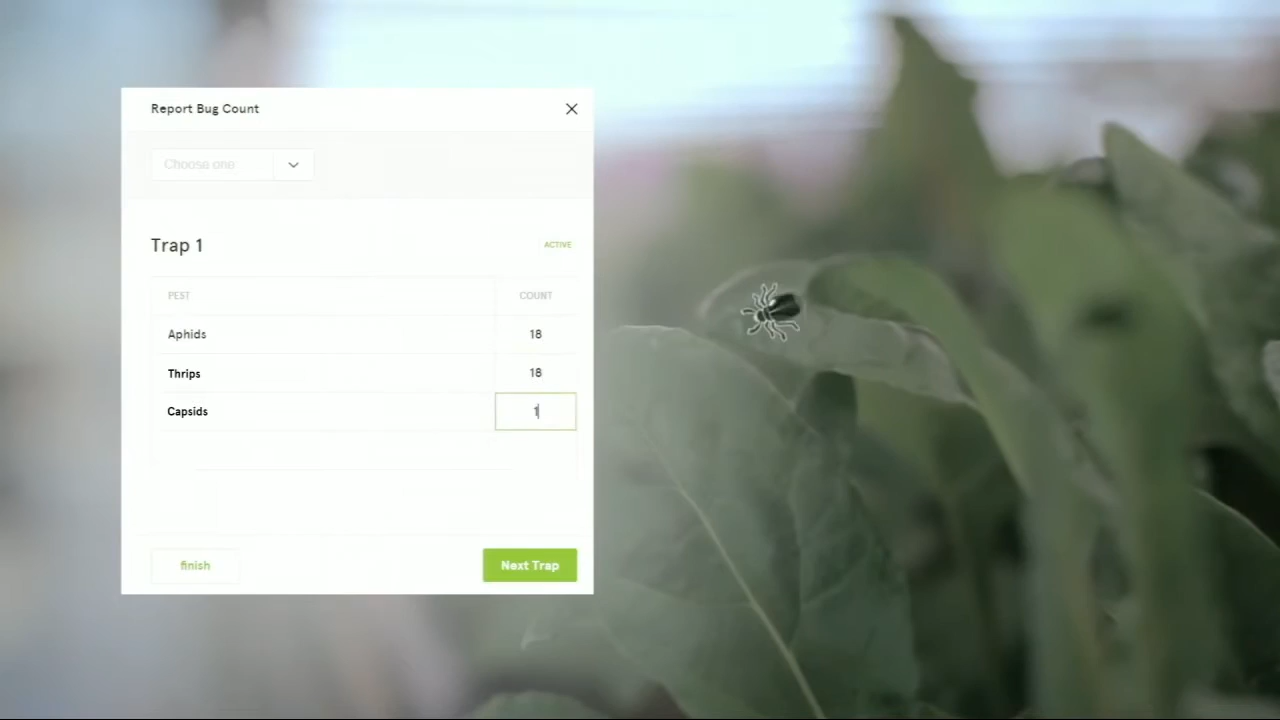 Report Bug Count
Choose one
Trap 1
ACTIVE
PEST COUNT
Aphids 18
Thrips 18
Capsids 1
finish
Next Trap